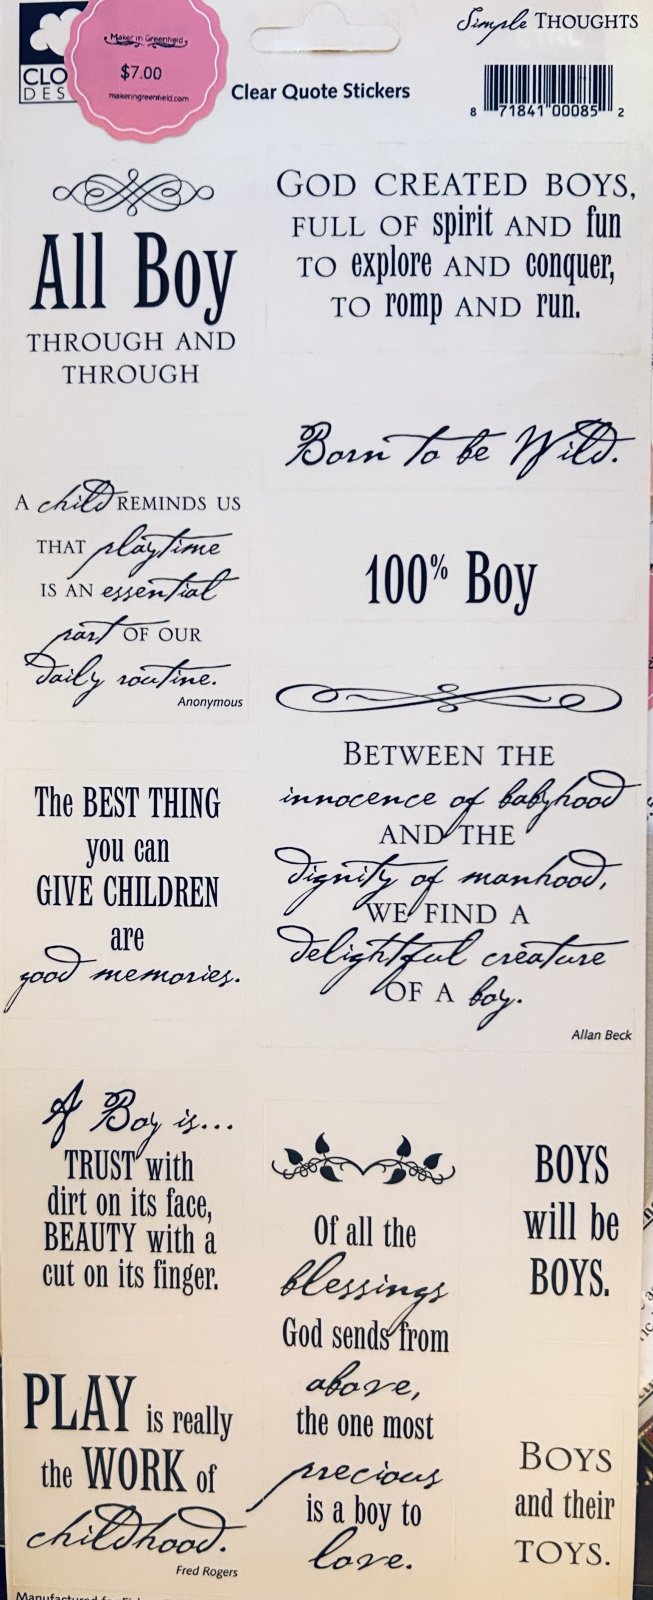 Simple THOUGHTS
CLO
DES
Maker in Greenfield
$7.00
makeringreenfield.com
Clear Quote Stickers
8 71841 00085 2
All Boy
THROUGH AND
THROUGH
GOD CREATED BOYS,
FULL OF spirit AND fun
TO explore AND conquer,
TO romp AND run.
Born to be Wild.
A child REMINDS US
THAT playtime
IS AN essential
part OF OUR
daily routine.
Anonymous
100% Boy
BETWEEN THE
innocence of babyhood
AND THE
dignity of manhood,
WE FIND A
delightful creature
OF A boy.
Allan Beck
The BEST THING
you can
GIVE CHILDREN
are
good memories.
A Boy is...
TRUST with
dirt on its face,
BEAUTY with a
cut on its finger.
Of all the
blessings
God sends from
above,
the one most
precious
is a boy to
love.
BOYS
will be
BOYS.
PLAY is really
the WORK of
childhood.
Fred Rogers
BOYS
and their
TOYS.
Manufactured for